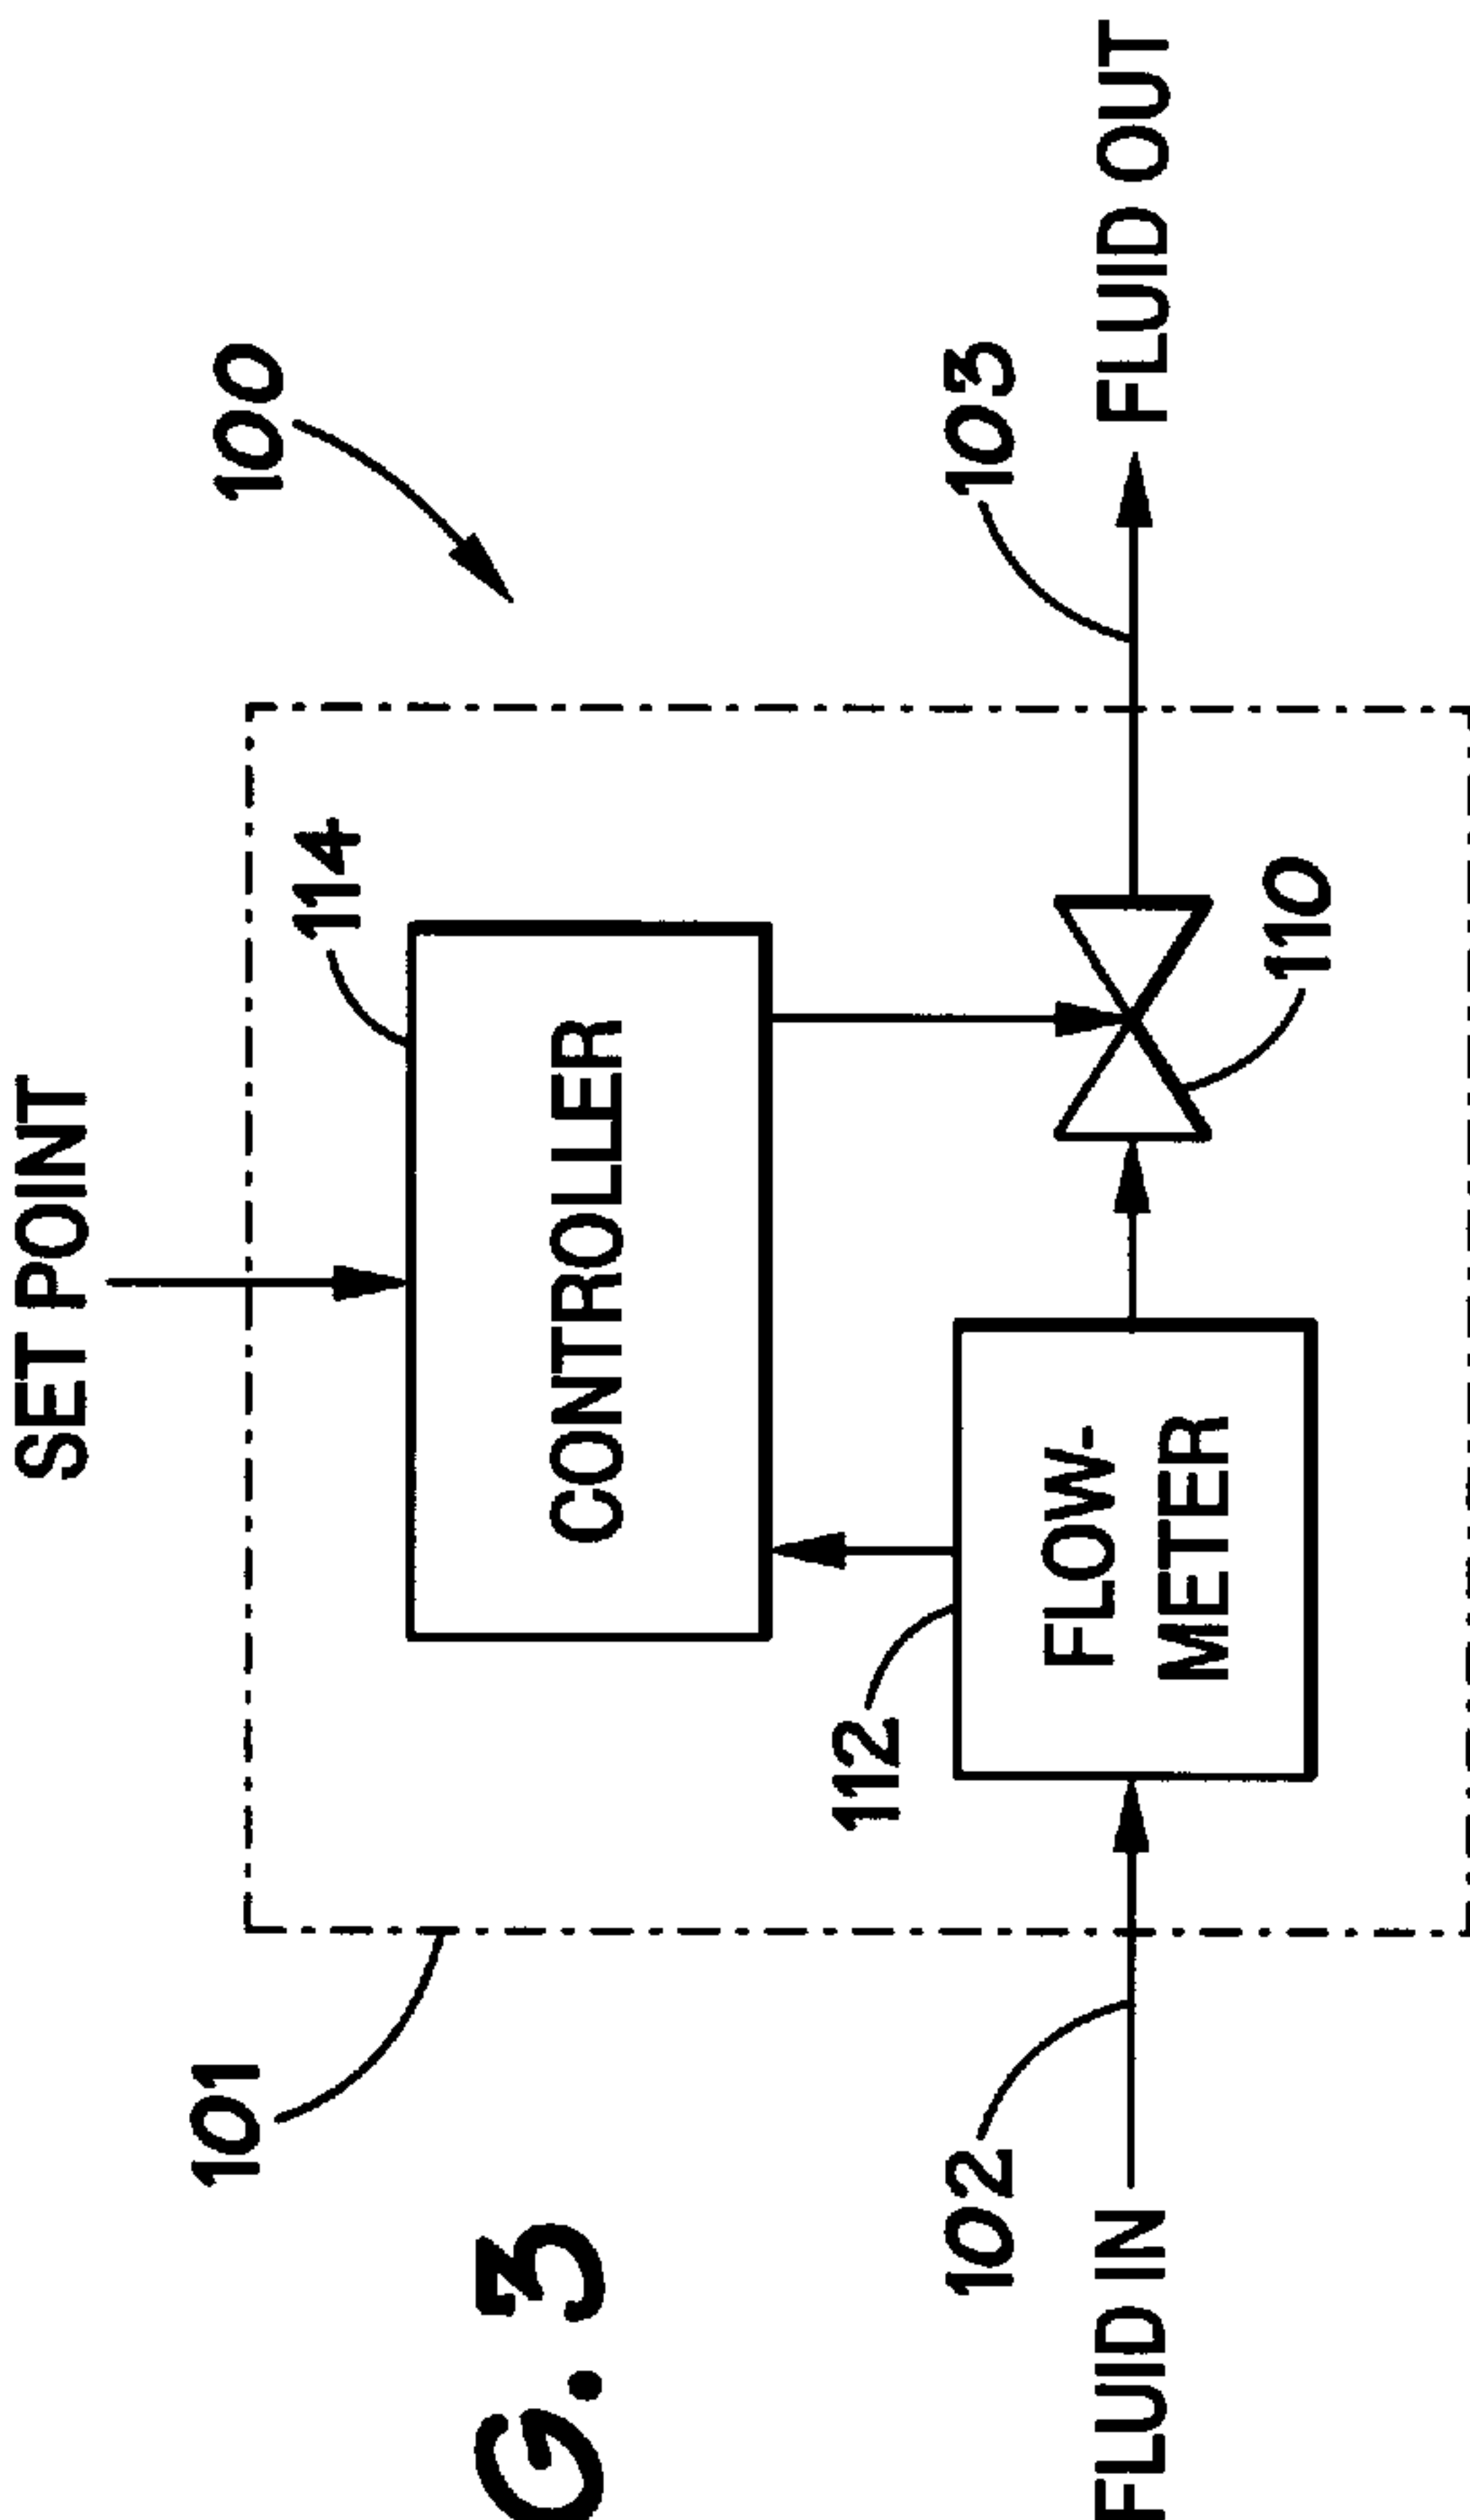 SET POINT
100
114
101
CONTROLLER
G. 3
112
103
102
FLOW-
METER
FLUID IN
FLUID OUT
110